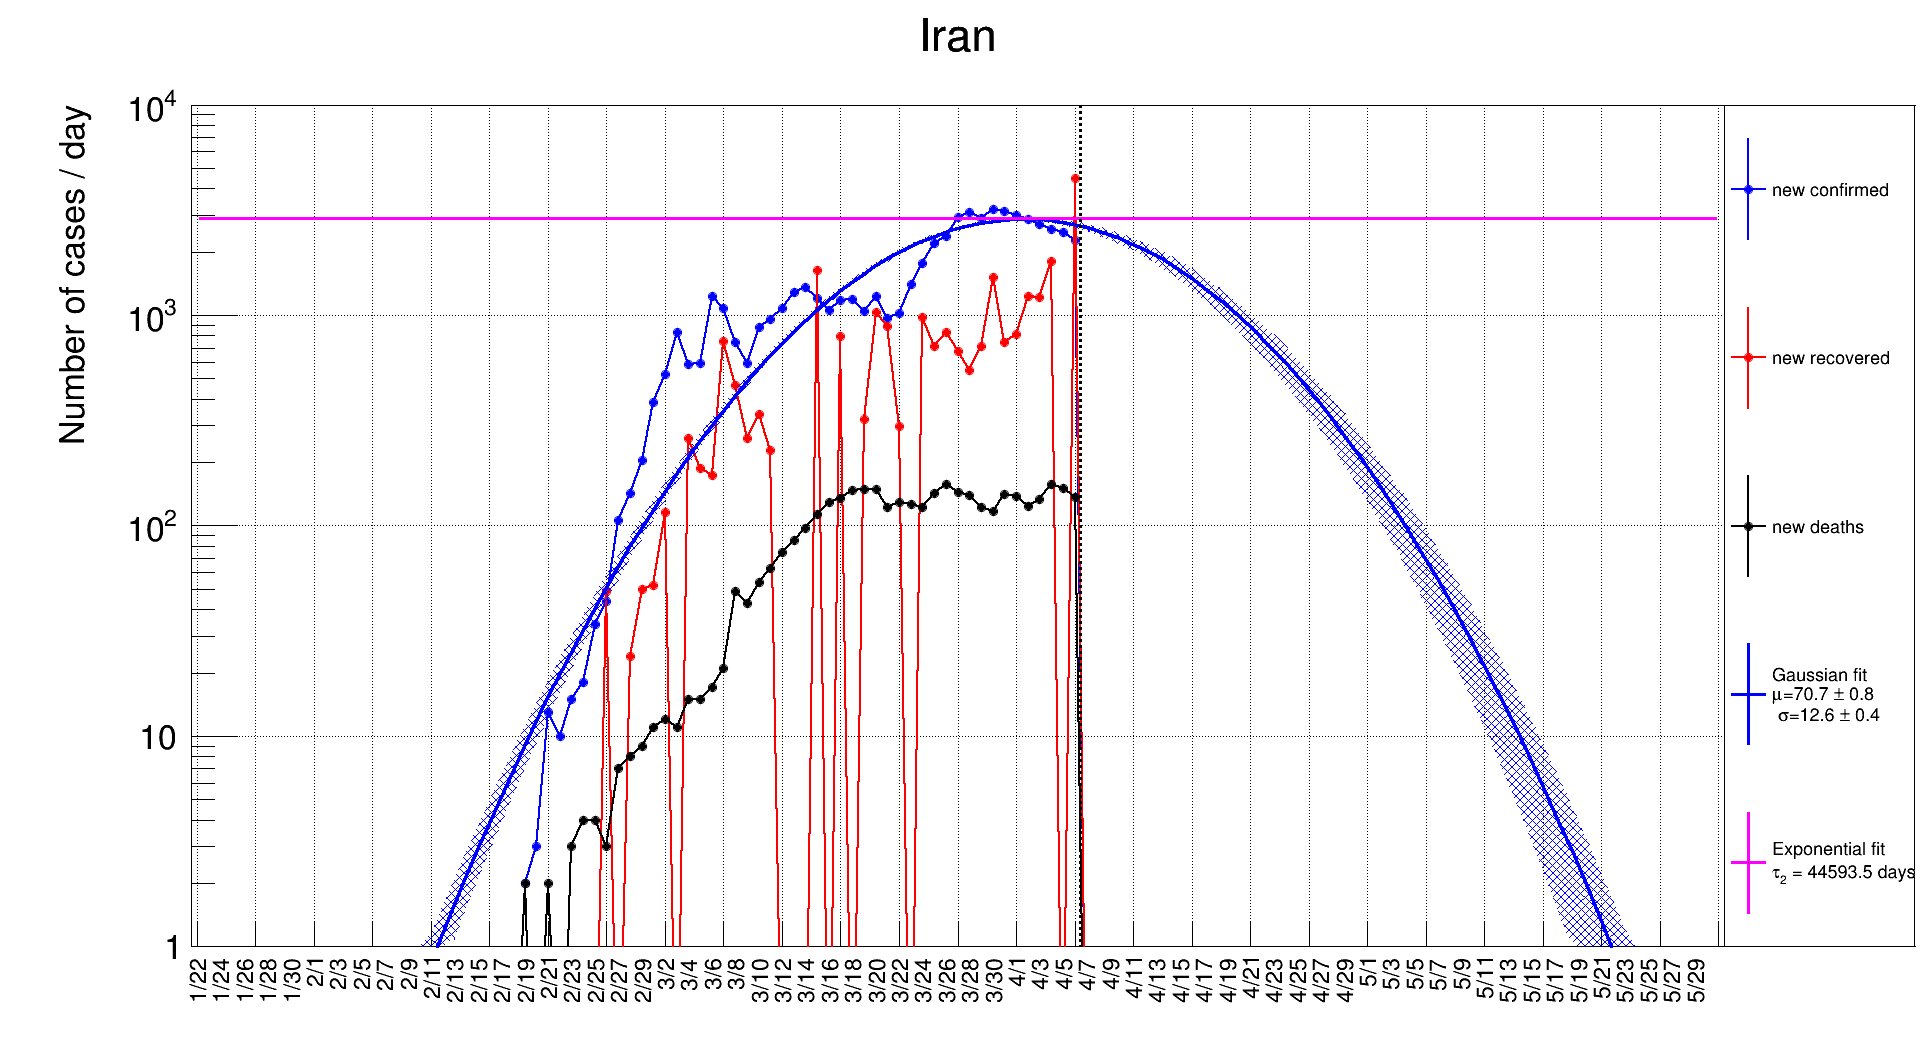 Iran
Number of cases / day
10^4
10^3
10^2
10
1
1/22 1/24 1/26 1/28 1/30 2/1 2/3 2/5 2/7 2/9 2/11 2/13 2/15 2/17 2/19 2/21 2/23 2/25 2/27 2/29 3/2 3/4 3/6 3/8 3/10 3/12 3/14 3/16 3/18 3/20 3/22 3/24 3/26 3/28 3/30 4/1 4/3 4/5 4/7 4/9 4/11 4/13 4/15 4/17 4/19 4/21 4/23 4/25 4/27 4/29 5/1 5/3 5/5 5/7 5/9 5/11 5/13 5/15 5/17 5/19 5/21 5/23 5/25 5/27 5/29
new confirmed
new recovered
new deaths
Gaussian fit
μ=70.7 ± 0.8
σ=12.6 ± 0.4
Exponential fit
τ₂ = 44593.5 days